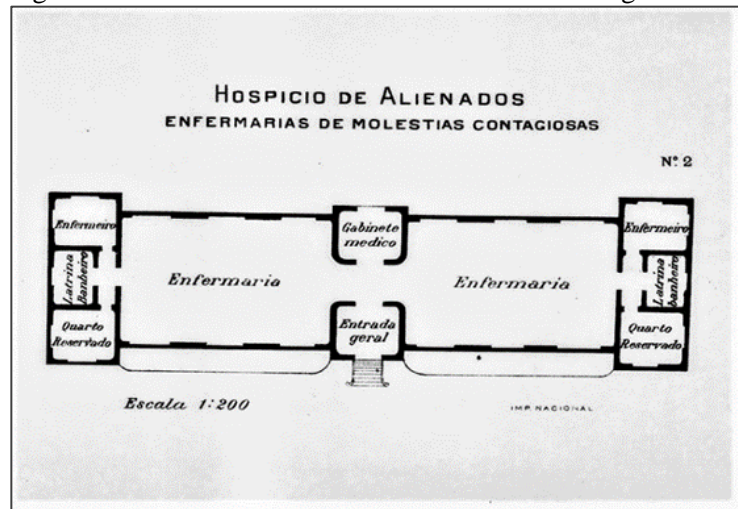 HOSPICIO DE ALIENADOS
ENFERMARIAS DE MOLESTIAS CONTAGIOSAS
Nº 2
Enfermeiro
Gabinete
medico
Enfermeiro
Latrina
Banheiro
Enfermaria
Enfermaria
Latrina
banheiro
Quarto
Reservado
Entrada
geral
Quarto
Reservado
Escala 1:200
IMP. NACIONAL